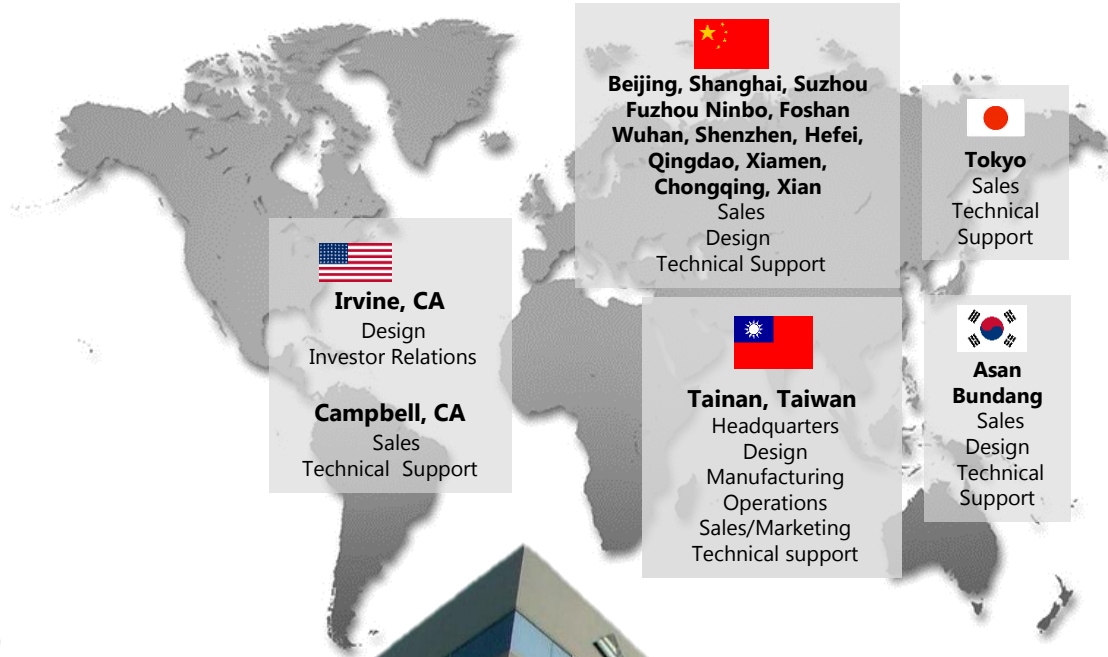 Beijing, Shanghai, Suzhou
Fuzhou Ninbo, Foshan
Wuhan, Shenzhen, Hefei,
Qingdao, Xiamen,
Chongqing, Xian
Sales
Design
Technical Support
Tokyo
Sales
Technical
Support
Irvine, CA
Design
Investor Relations
Campbell, CA
Sales
Technical Support
Tainan, Taiwan
Headquarters
Design
Manufacturing
Operations
Sales/Marketing
Technical support
Asan
Bundang
Sales
Design
Technical
Support